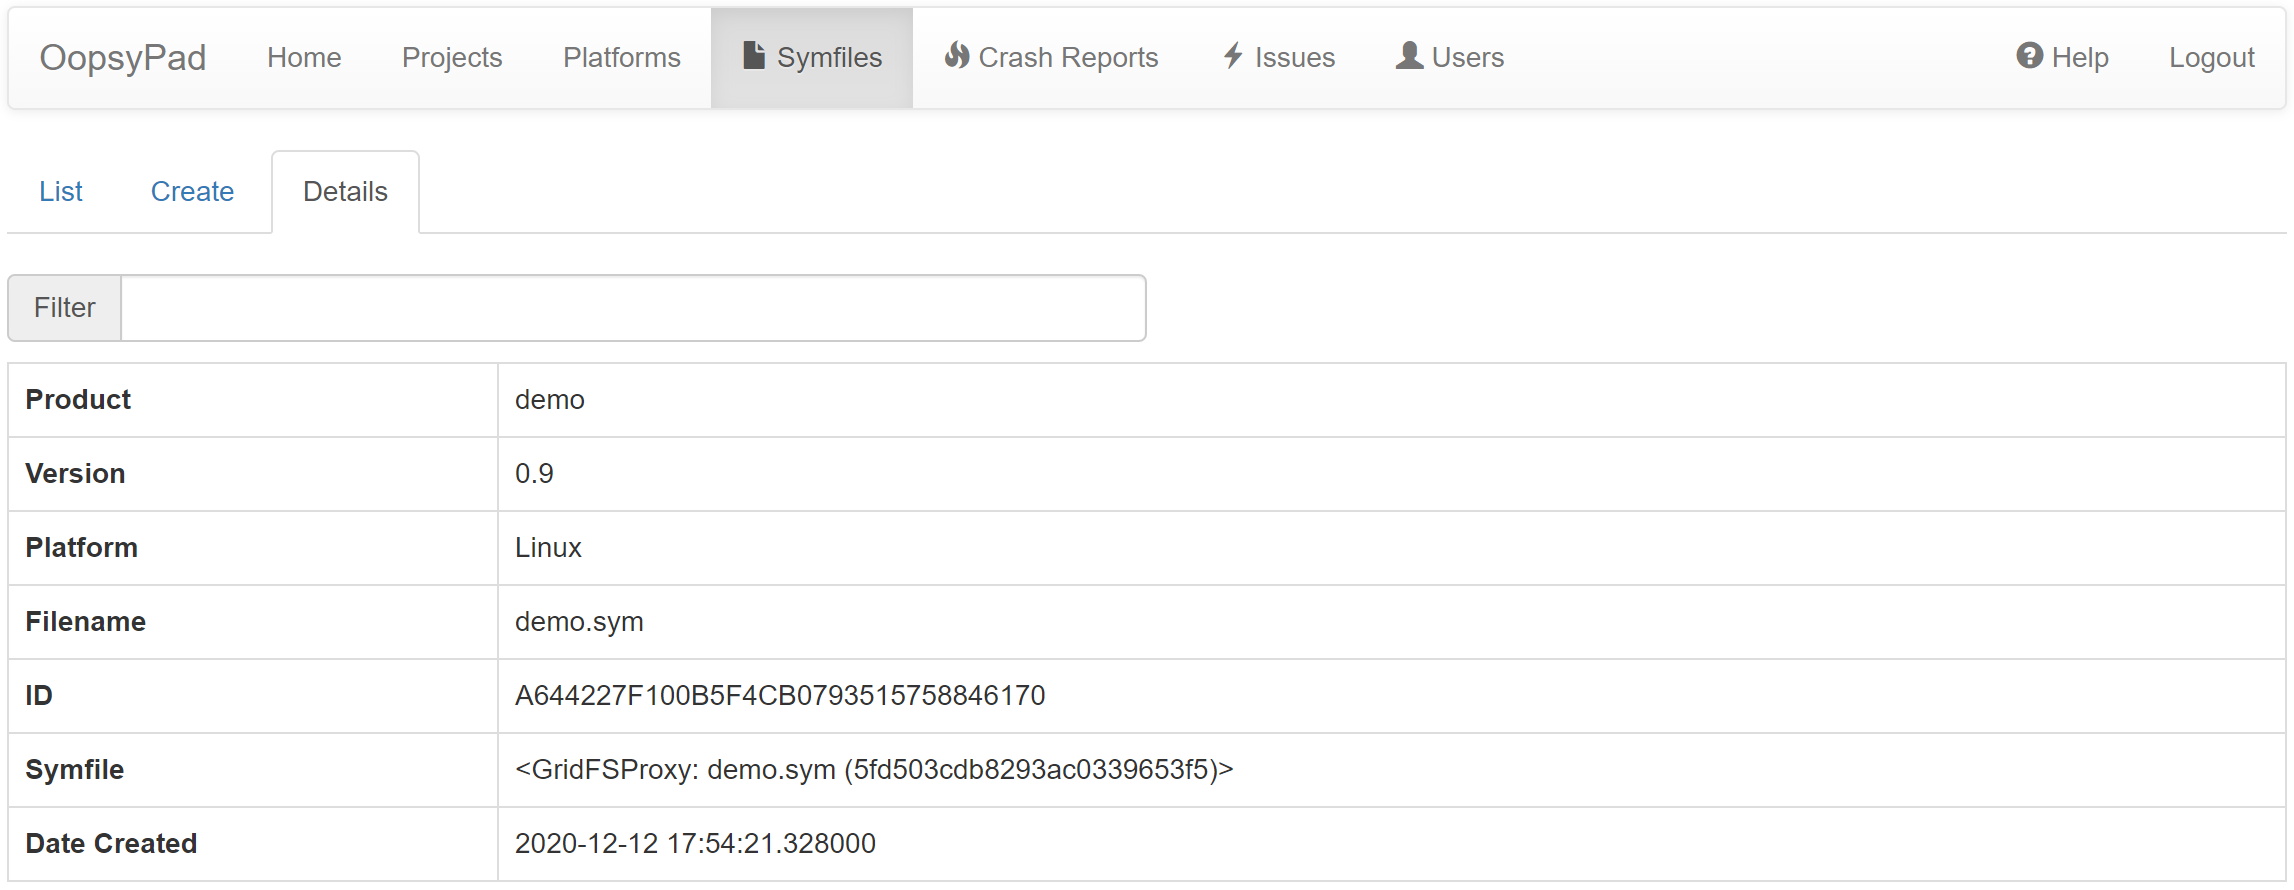 OopsyPad Home Projects Platforms Symfiles Crash Reports Issues Users Help Logout
List Create Details
Filter
Product demo
Version 0.9
Platform Linux
Filename demo.sym
ID A644227F100B5F4CB0793515758846170
Symfile <GridFSProxy: demo.sym (5fd503cdb8293ac0339653f5)>
Date Created 2020-12-12 17:54:21.328000